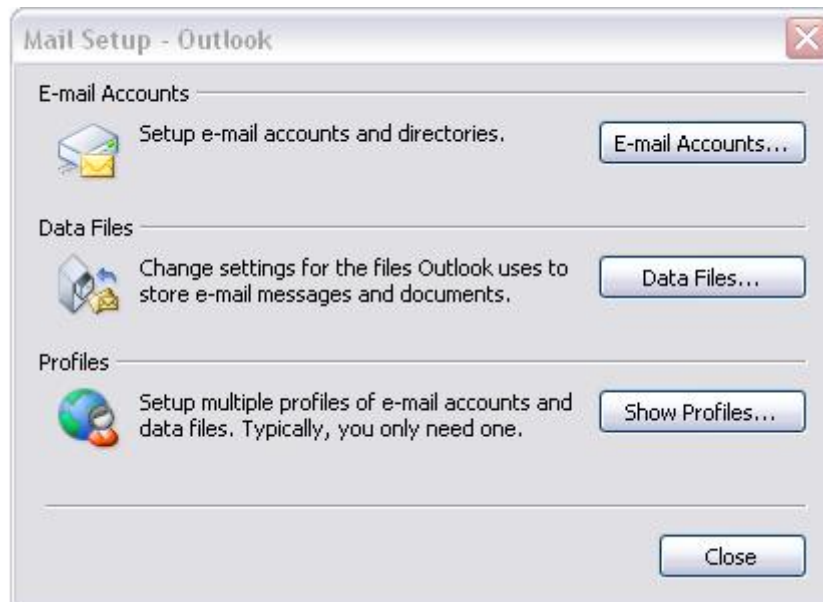 Mail Setup - Outlook
E-mail Accounts
Setup e-mail accounts and directories.
E-mail Accounts...
Data Files
Change settings for the files Outlook uses to
store e-mail messages and documents.
Data Files...
Profiles
Setup multiple profiles of e-mail accounts and
data files. Typically, you only need one.
Show Profiles...
Close